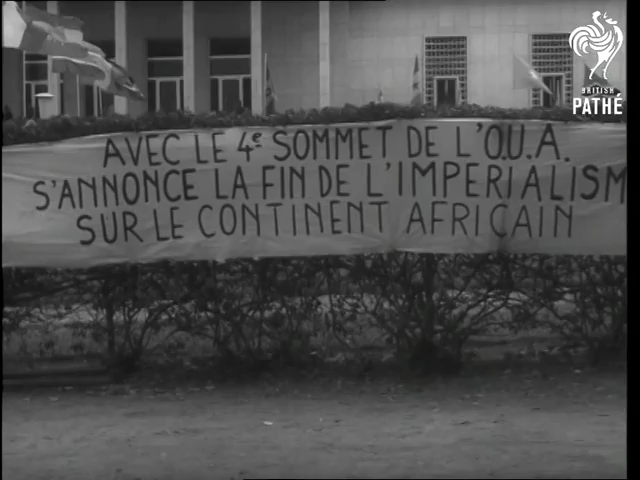 AVEC LE 4e SOMMET DE L'O.U.A.
S'ANNONCE LA FIN DE L'IMPERIALISM
SUR LE CONTINENT AFRICAIN
BRITISH
PATHÉ